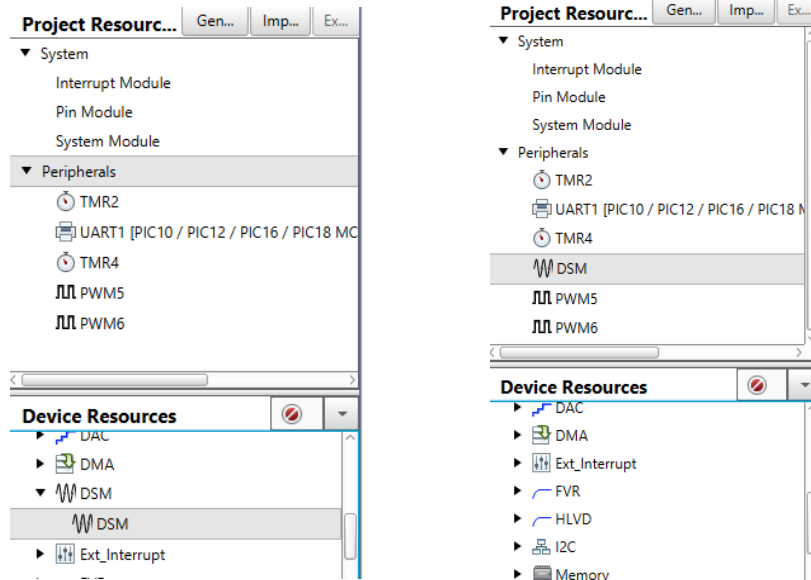 Project Resourc... Gen... Imp... Ex...
System
Interrupt Module
Pin Module
System Module
Peripherals
TMR2
UART1 [PIC10 / PIC12 / PIC16 / PIC18 MC
TMR4
PWM5
PWM6
Device Resources
DAC
DMA
DSM
DSM
Ext_Interrupt
Project Resourc... Gen... Imp... Ex...
System
Interrupt Module
Pin Module
System Module
Peripherals
TMR2
UART1 [PIC10 / PIC12 / PIC16 / PIC18 M
TMR4
DSM
PWM5
PWM6
Device Resources
DAC
DMA
Ext_Interrupt
FVR
HLVD
I2C
Memory